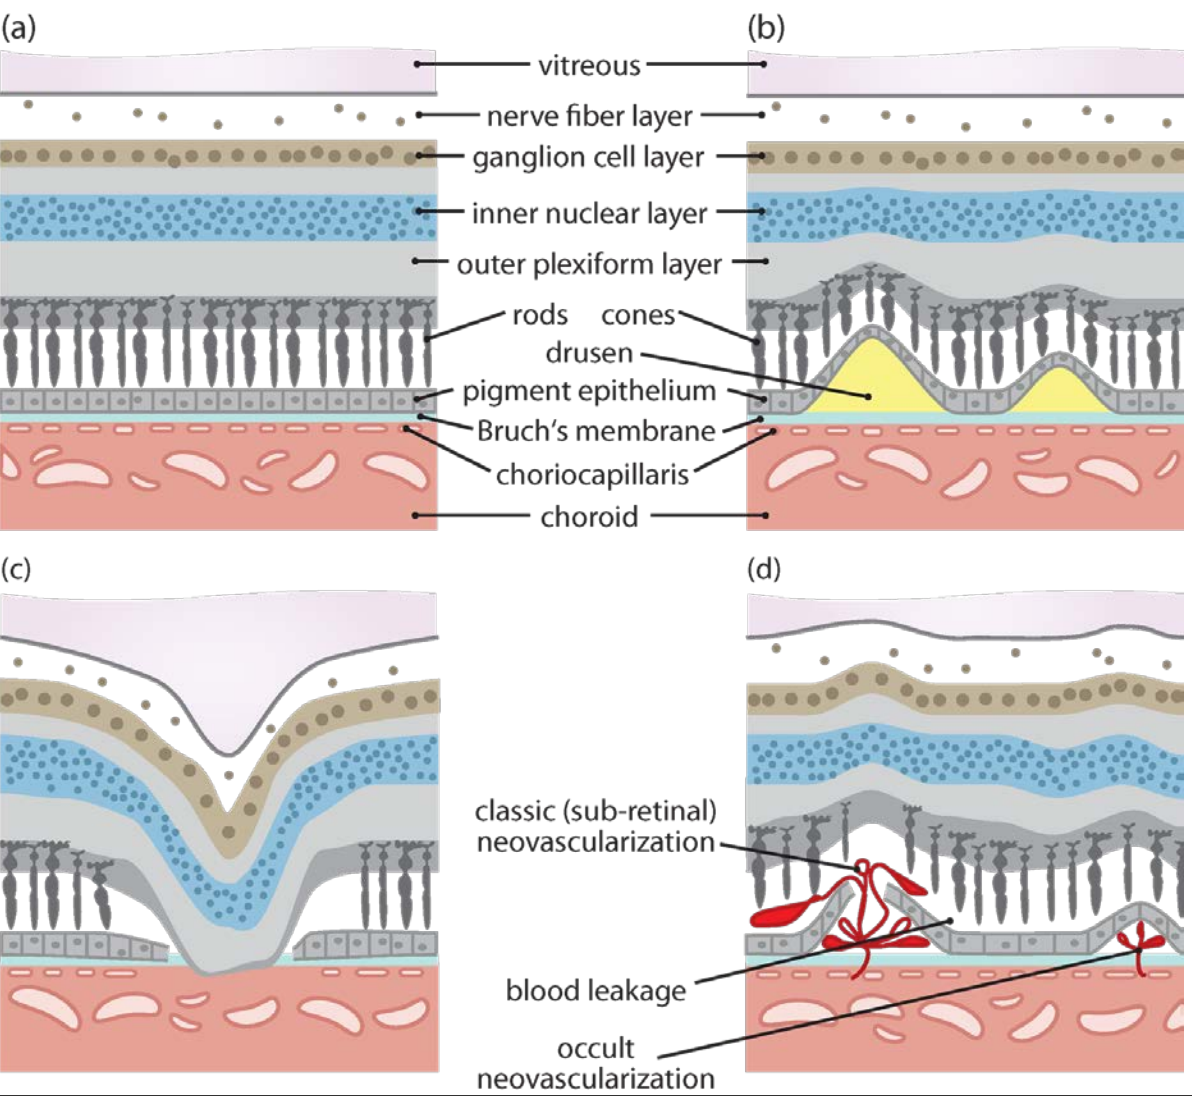 (a)
(b)
vitreous
nerve fiber layer
ganglion cell layer
inner nuclear layer
outer plexiform layer
rods cones
drusen
pigment epithelium
Bruch's membrane
choriocapillaris
choroid
(c)
(d)
classic (sub-retinal)
neovascularization
blood leakage
occult
neovascularization